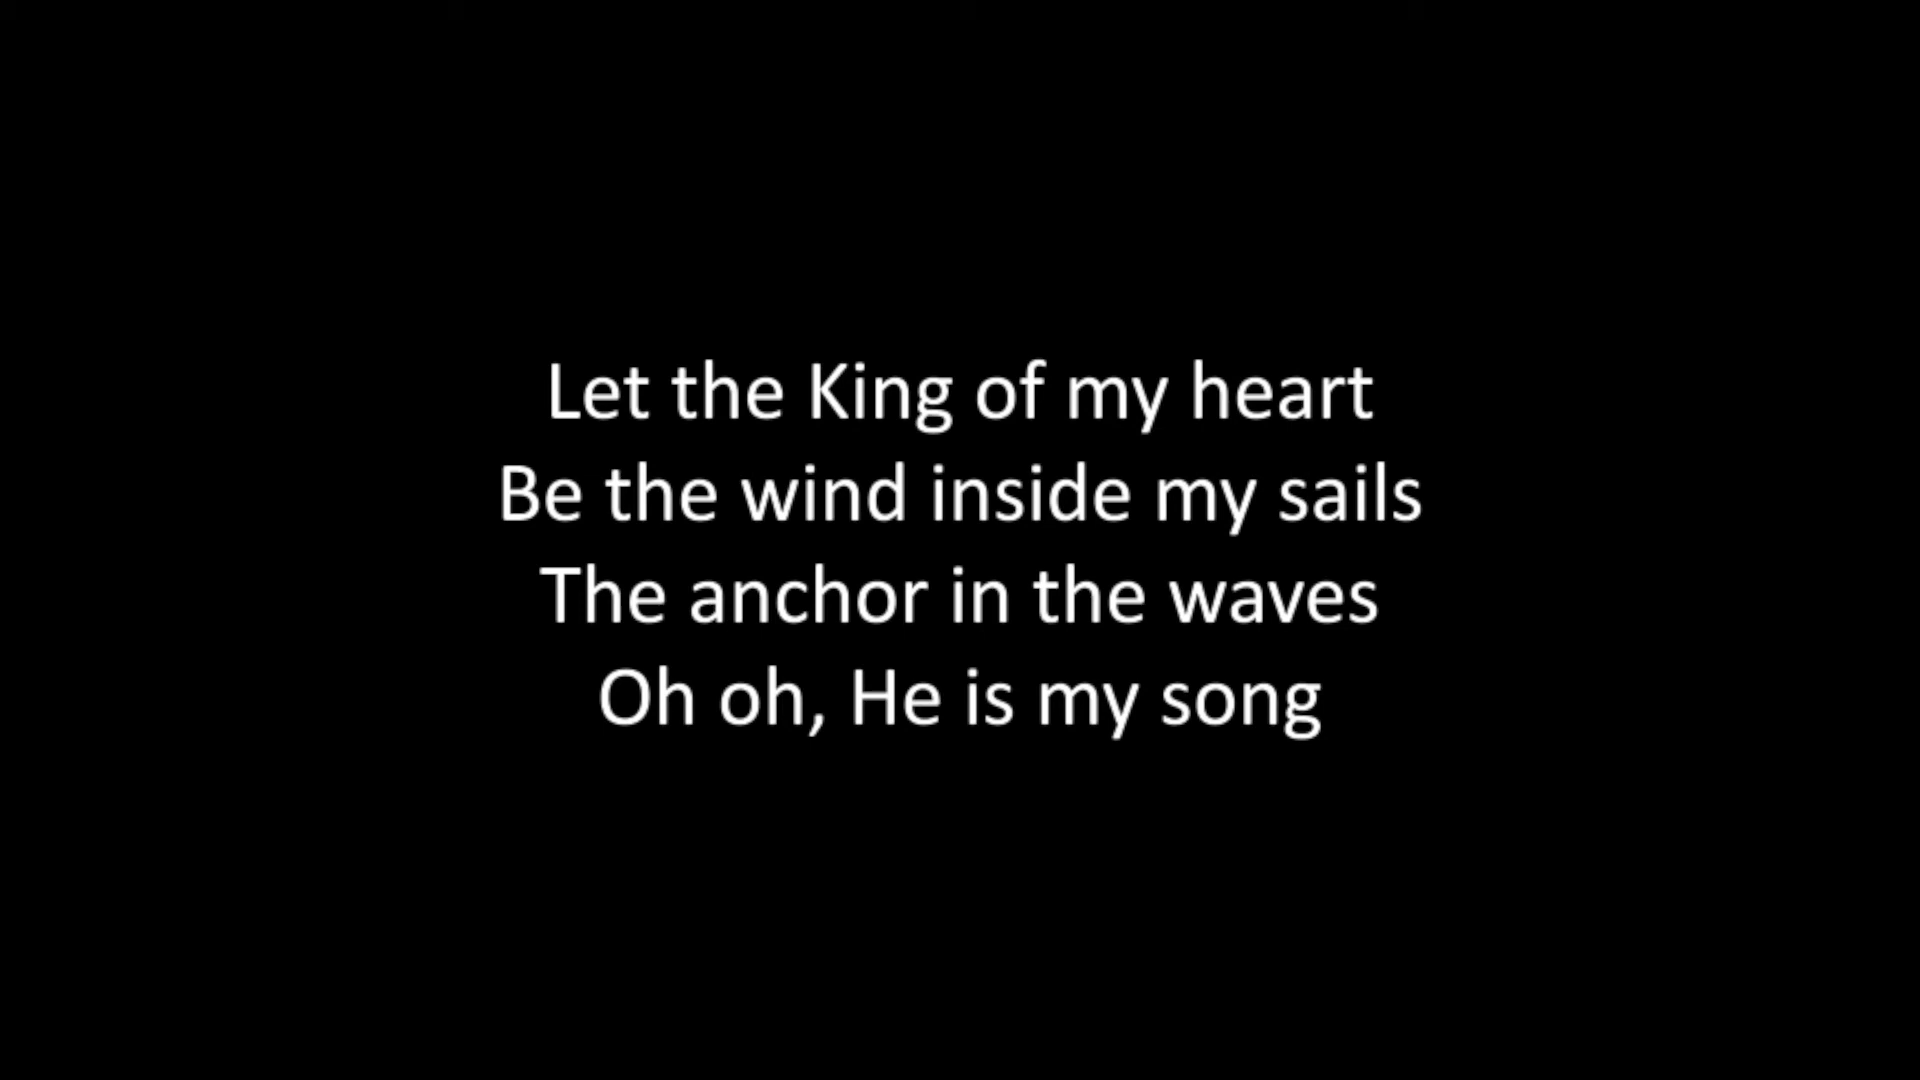 Let the King of my heart
Be the wind inside my sails
The anchor in the waves
Oh oh, He is my song